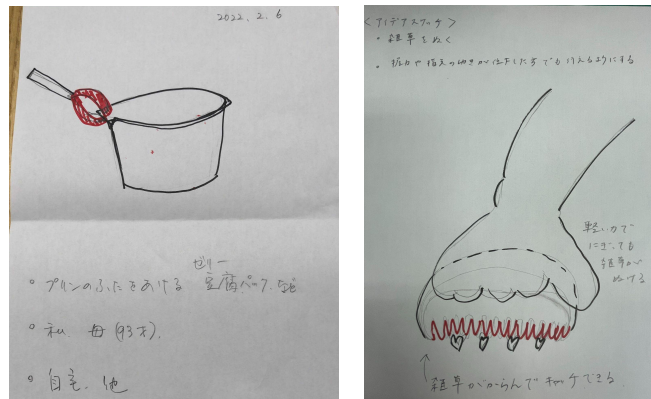 2022.2.6
・プリンのふたをあける ゼリー 豆腐パック など
・私 母(93才).
・自宅、他
<アイデアスケッチ>
・雑草をぬく
・握力や指先の動きが低下した方でも行えるようにする
軽い力で
にぎっても
雑草が
ぬける
雑草がからんでキャッチできる